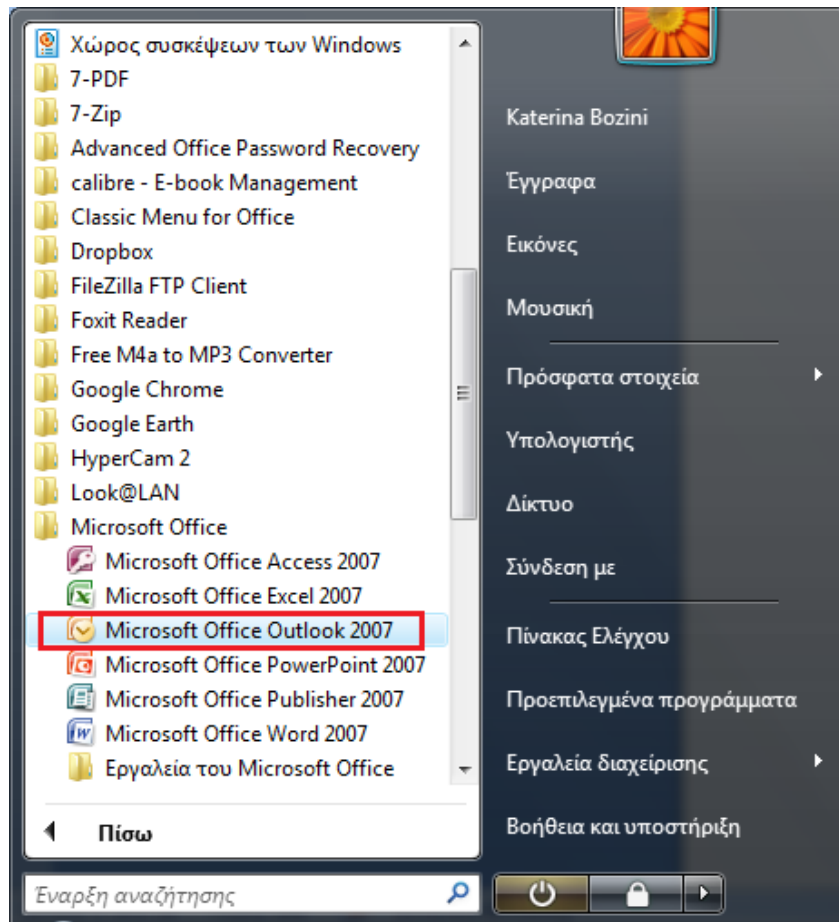 Χώρος συσκέψεων των Windows
7-PDF
7-Zip
Advanced Office Password Recovery
calibre - E-book Management
Classic Menu for Office
Dropbox
FileZilla FTP Client
Foxit Reader
Free M4a to MP3 Converter
Google Chrome
Google Earth
HyperCam 2
Look@LAN
Microsoft Office
Microsoft Office Access 2007
Microsoft Office Excel 2007
Microsoft Office Outlook 2007
Microsoft Office PowerPoint 2007
Microsoft Office Publisher 2007
Microsoft Office Word 2007
Εργαλεία του Microsoft Office
Πίσω
Έναρξη αναζήτησης
Katerina Bozini
Έγγραφα
Εικόνες
Μουσική
Πρόσφατα στοιχεία
Υπολογιστής
Δίκτυο
Σύνδεση με
Πίνακας Ελέγχου
Προεπιλεγμένα προγράμματα
Εργαλεία διαχείρισης
Βοήθεια και υποστήριξη